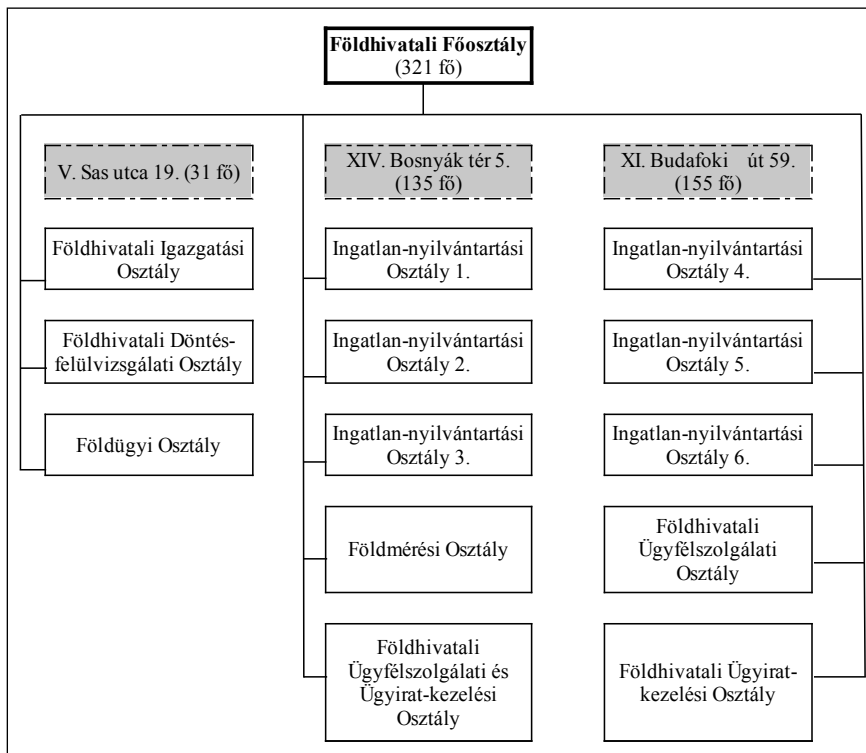 Földhivatali Főosztály
(321 fő)
V. Sas utca 19. (31 fő)
Földhivatali Igazgatási
Osztály
Földhivatali Döntés-
felülvizsgálati Osztály
Földügyi Osztály
XIV. Bosnyák tér 5.
(135 fő)
Ingatlan-nyilvántartási
Osztály 1.
Ingatlan-nyilvántartási
Osztály 2.
Ingatlan-nyilvántartási
Osztály 3.
Földmérési Osztály
Földhivatali
Ügyfélszolgálati és
Ügyirat-kezelési
Osztály
XI. Budafoki út 59.
(155 fő)
Ingatlan-nyilvántartási
Osztály 4.
Ingatlan-nyilvántartási
Osztály 5.
Ingatlan-nyilvántartási
Osztály 6.
Földhivatali
Ügyfélszolgálati
Osztály
Földhivatali Ügyirat-
kezelési Osztály